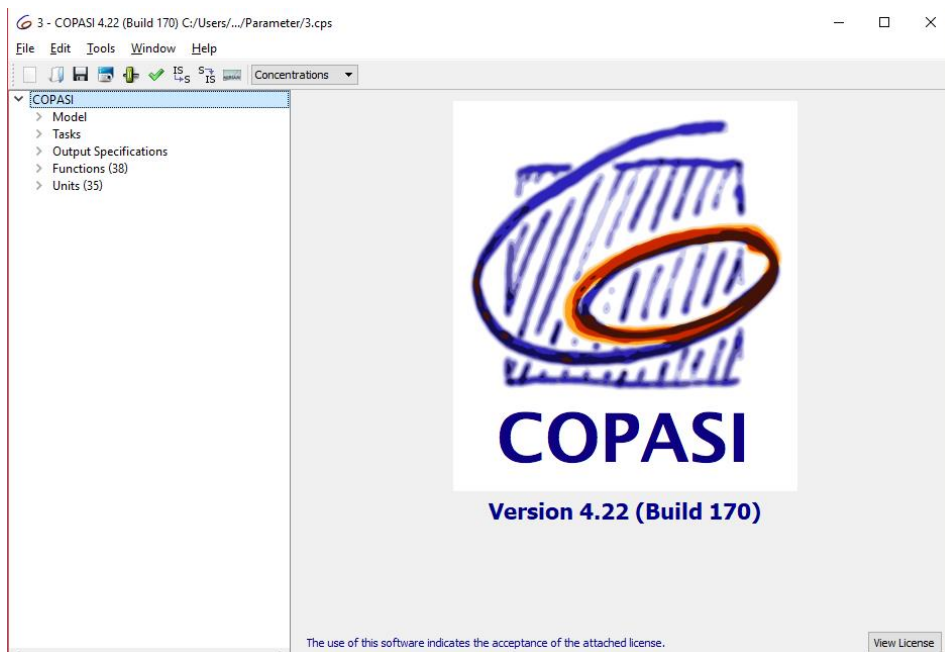 3 - COPASI 4.22 (Build 170) C:/Users/.../Parameter/3.cps
File Edit Tools Window Help
Concentrations
COPASI
Model
Tasks
Output Specifications
Functions (38)
Units (35)
COPASI
Version 4.22 (Build 170)
The use of this software indicates the acceptance of the attached license.
View License